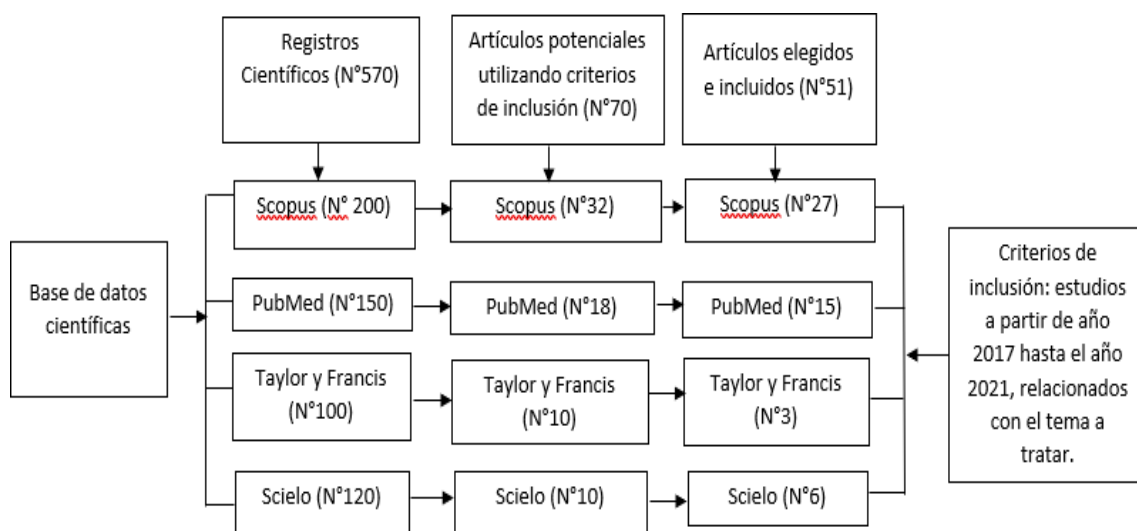 Registros
Científicos (N°570)
Artículos potenciales
utilizando criterios
de inclusión (N°70)
Artículos elegidos
e incluidos (N°51)
Scopus (N° 200)
Scopus (N°32)
Scopus (N°27)
Base de datos
científicas
PubMed (N°150)
PubMed (N°18)
PubMed (N°15)
Taylor y Francis
(N°100)
Taylor y Francis
(N°10)
Taylor y Francis
(N°3)
Scielo (N°120)
Scielo (N°10)
Scielo (N°6)
Criterios de
inclusión: estudios
a partir de año
2017 hasta el año
2021, relacionados
con el tema a
tratar.